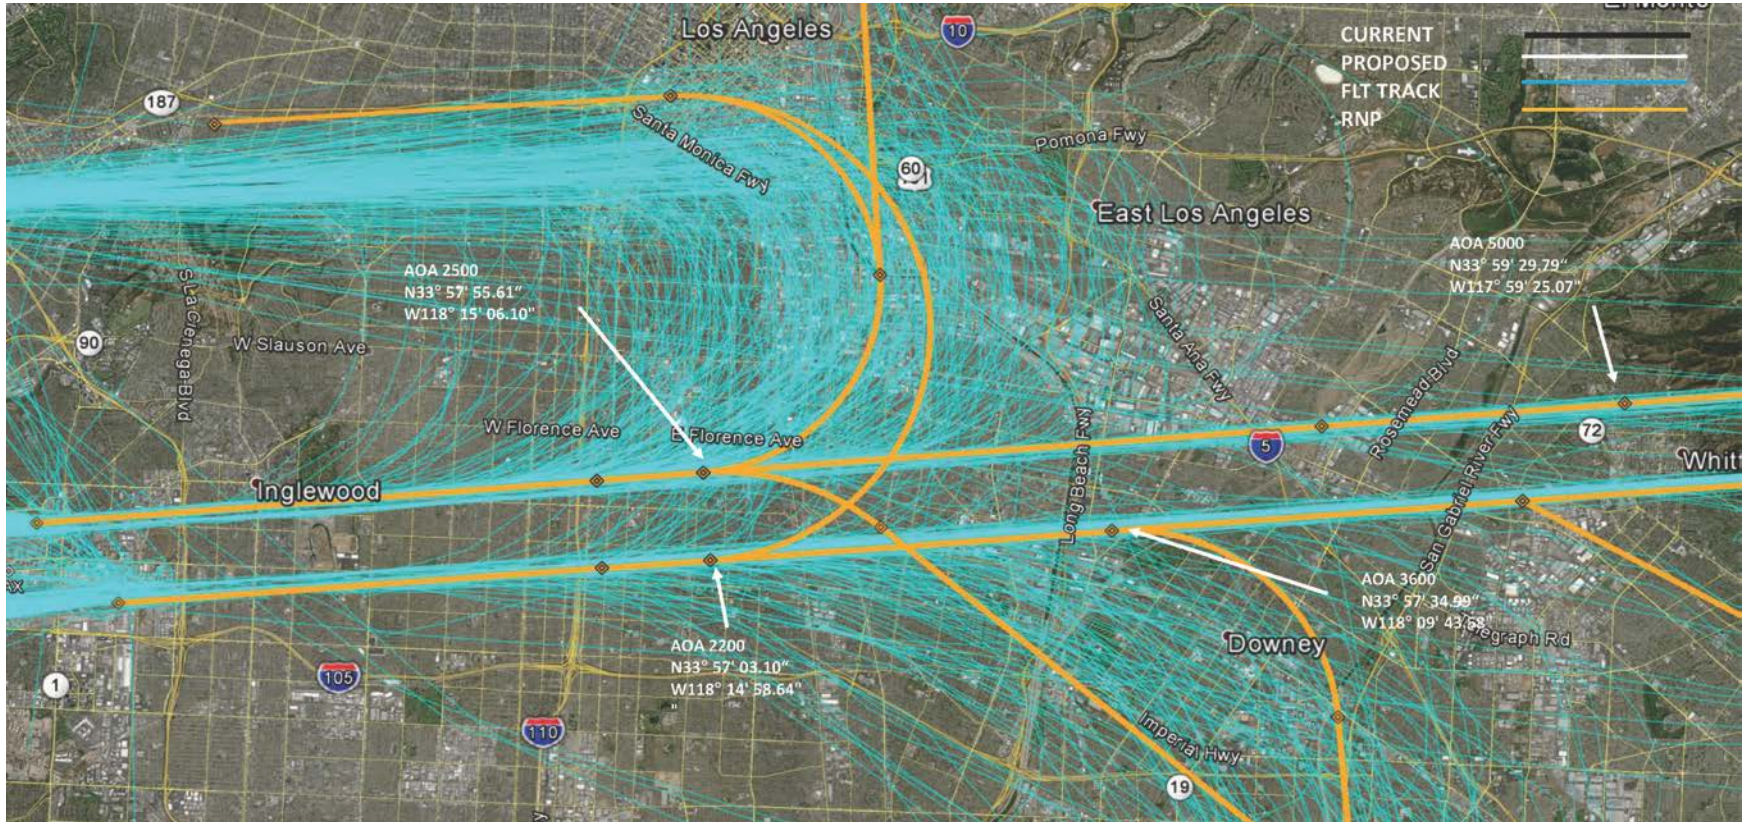 Los Angeles
10
CURRENT
PROPOSED
FLT TRACK
RNP
187
Santa Monica Fwy
Pomona Fwy
60
East Los Angeles
AOA 5000
N33° 59' 29.79"
W117° 59' 25.07"
AOA 2500
N33° 57' 55.61"
W118° 15' 06.10"
S La Cienega Blvd
90
W Slauson Ave
Santa Ana Fwy
Rosemead Blvd
W Florence Ave
E Florence Ave
Long Beach Fwy
5
72
San Gabriel River Fwy
Inglewood
AOA 3600
N33° 57' 34.99"
W118° 09' 43.58"
Downey
Rd
AOA 2200
N33° 57' 03.10"
W118° 14' 58.64"
"
105
1
110
Imperial Hwy
19